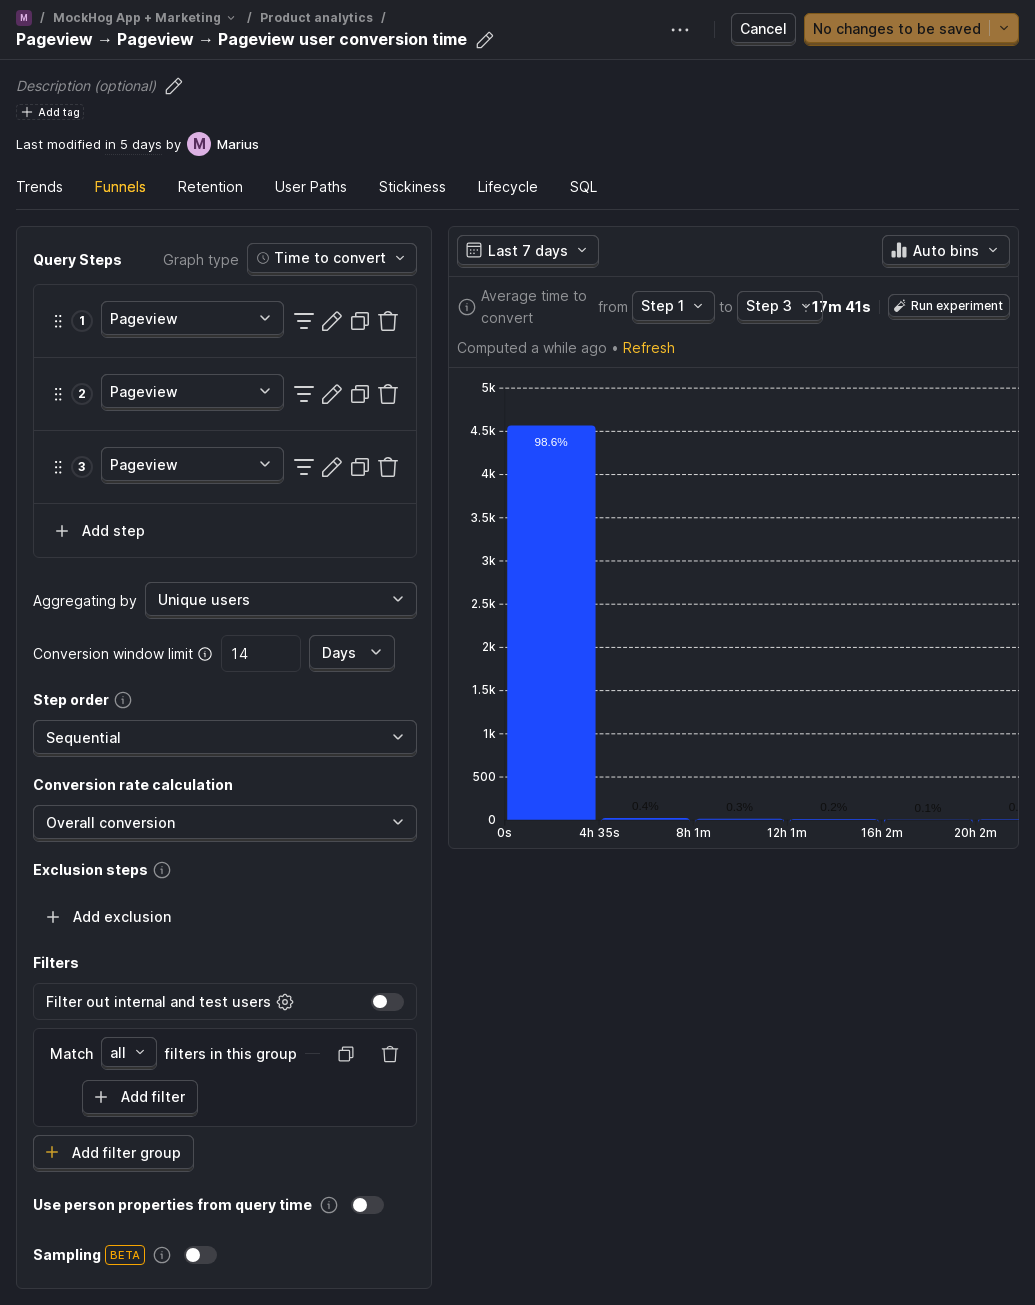 M / MockHog App + Marketing / Product analytics /
Pageview → Pageview → Pageview user conversion time
Cancel
No changes to be saved
Description (optional)
Add tag
Last modified in 5 days by M Marius
Trends Funnels Retention User Paths Stickiness Lifecycle SQL
Query Steps
Graph type
Time to convert
1 Pageview
2 Pageview
3 Pageview
Add step
Aggregating by Unique users
Conversion window limit 14 Days
Step order
Sequential
Conversion rate calculation
Overall conversion
Exclusion steps
Add exclusion
Filters
Filter out internal and test users
Match all filters in this group
Add filter
Add filter group
Use person properties from query time
Sampling BETA
Last 7 days
Auto bins
Average time to
convert
from Step 1 to Step 3
17m 41s
Run experiment
Computed a while ago • Refresh
5k
4.5k
98.6%
4k
3.5k
3k
2.5k
2k
1.5k
1k
500
0.4% 0.3% 0.2% 0.1% 0.
0
0s 4h 35s 8h 1m 12h 1m 16h 2m 20h 2m